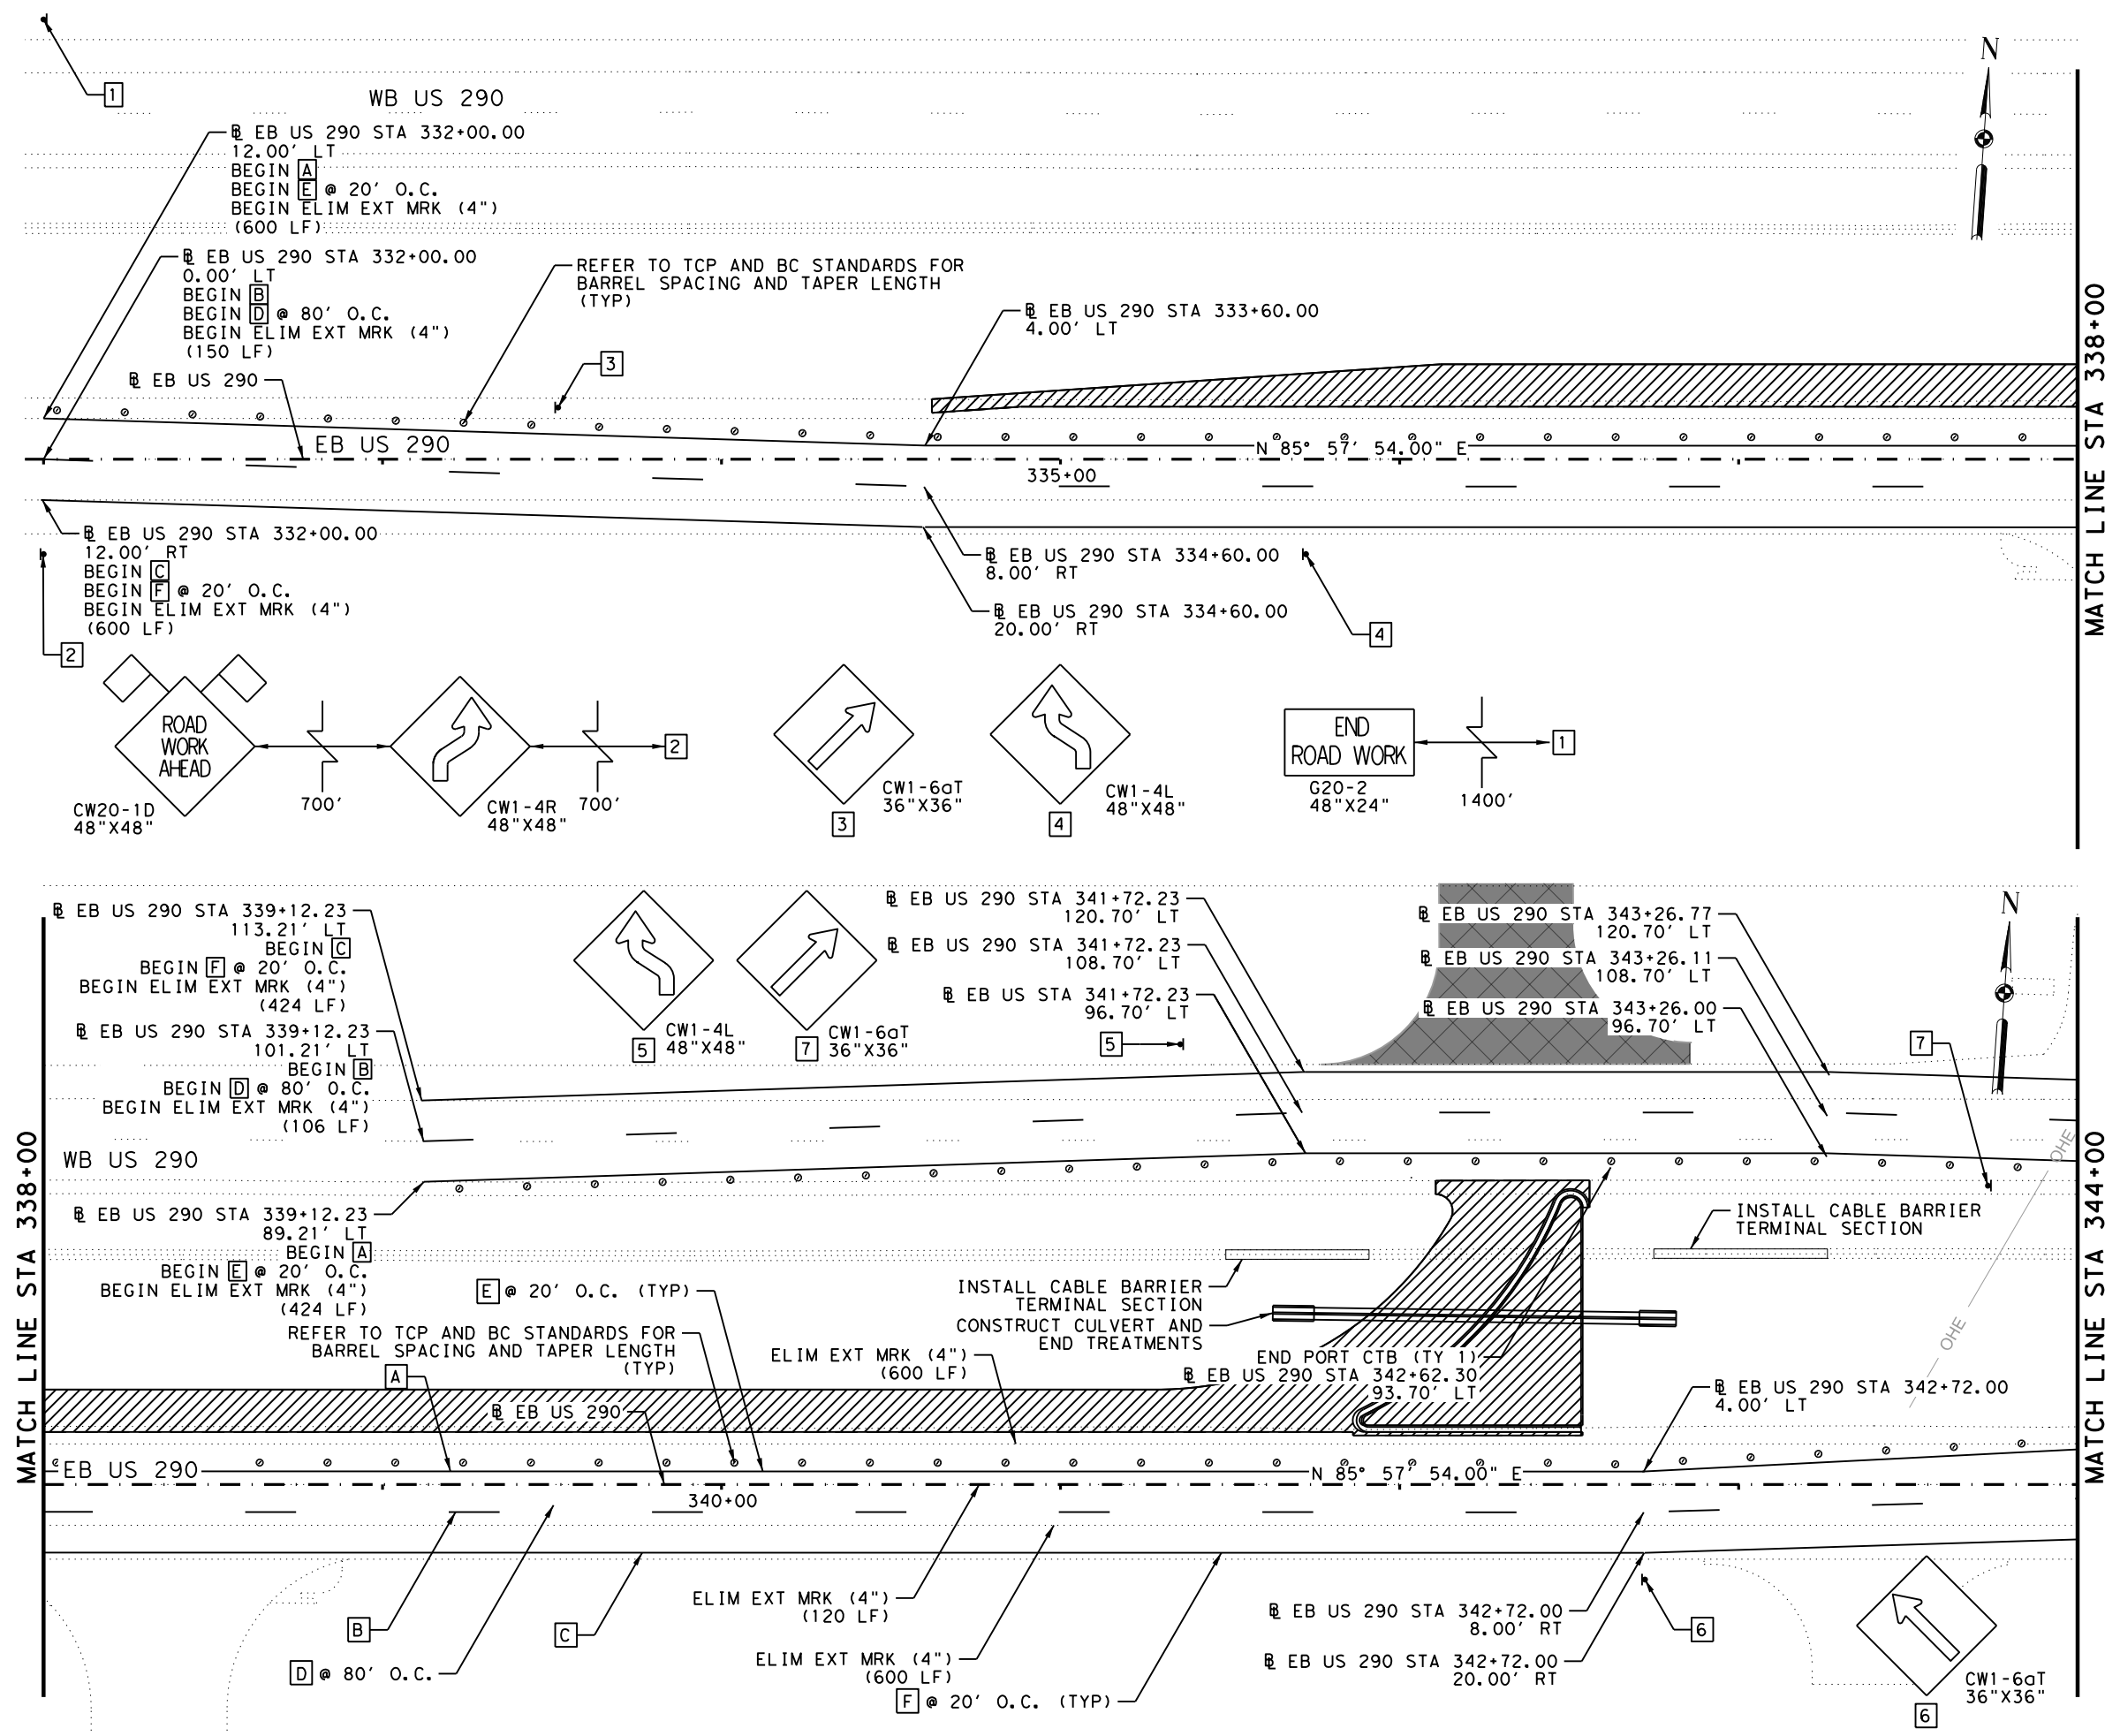 1
N
WB US 290
℄ EB US 290 STA 332+00.00
12.00' LT
BEGIN A
BEGIN E @ 20' O.C.
BEGIN ELIM EXT MRK (4")
(600 LF)
℄ EB US 290 STA 332+00.00
0.00' LT
BEGIN B
BEGIN D @ 80' O.C.
BEGIN ELIM EXT MRK (4")
(150 LF)
REFER TO TCP AND BC STANDARDS FOR
BARREL SPACING AND TAPER LENGTH
(TYP)
℄ EB US 290 STA 333+60.00
4.00' LT
3
℄ EB US 290
EB US 290
N 85° 57' 54.00" E
335+00
MATCH LINE STA 338+00
℄ EB US 290 STA 332+00.00
12.00' RT
BEGIN C
BEGIN F @ 20' O.C.
BEGIN ELIM EXT MRK (4")
(600 LF)
2
℄ EB US 290 STA 334+60.00
8.00' RT
℄ EB US 290 STA 334+60.00
20.00' RT
4
ROAD
WORK
AHEAD
CW20-1D
48"X48"
700'
CW1-4R
48"X48"
700'
2
CW1-6aT
36"X36"
3
CW1-4L
48"X48"
4
END
ROAD WORK
G20-2
48"X24"
1400'
1
MATCH LINE STA 338+00
℄ EB US 290 STA 339+12.23
113.21' LT
BEGIN C
BEGIN F @ 20' O.C.
BEGIN ELIM EXT MRK (4")
(424 LF)
℄ EB US 290 STA 339+12.23
101.21' LT
BEGIN B
BEGIN D @ 80' O.C.
BEGIN ELIM EXT MRK (4")
(106 LF)
WB US 290
℄ EB US 290 STA 339+12.23
89.21' LT
BEGIN A
BEGIN E @ 20' O.C.
BEGIN ELIM EXT MRK (4")
(424 LF)
CW1-4L
48"X48"
5
CW1-6aT
36"X36"
7
℄ EB US 290 STA 341+72.23
120.70' LT
℄ EB US 290 STA 341+72.23
108.70' LT
℄ EB US STA 341+72.23
96.70' LT
5
℄ EB US 290 STA 343+26.77
120.70' LT
℄ EB US 290 STA 343+26.11
108.70' LT
℄ EB US 290 STA 343+26.00
96.70' LT
N
7
OHE
INSTALL CABLE BARRIER
TERMINAL SECTION
OHE
E @ 20' O.C. (TYP)
REFER TO TCP AND BC STANDARDS FOR
BARREL SPACING AND TAPER LENGTH
(TYP)
A
INSTALL CABLE BARRIER
TERMINAL SECTION
CONSTRUCT CULVERT AND
END TREATMENTS
ELIM EXT MRK (4")
(600 LF)
END PORT CTB (TY 1)
℄ EB US 290 STA 342+62.30
93.70' LT
℄ EB US 290 STA 342+72.00
4.00' LT
℄ EB US 290
EB US 290
N 85° 57' 54.00" E
340+00
MATCH LINE STA 344+00
B
D @ 80' O.C.
C
ELIM EXT MRK (4")
(120 LF)
ELIM EXT MRK (4")
(600 LF)
F @ 20' O.C. (TYP)
℄ EB US 290 STA 342+72.00
8.00' RT
℄ EB US 290 STA 342+72.00
20.00' RT
6
CW1-6aT
36"X36"
6